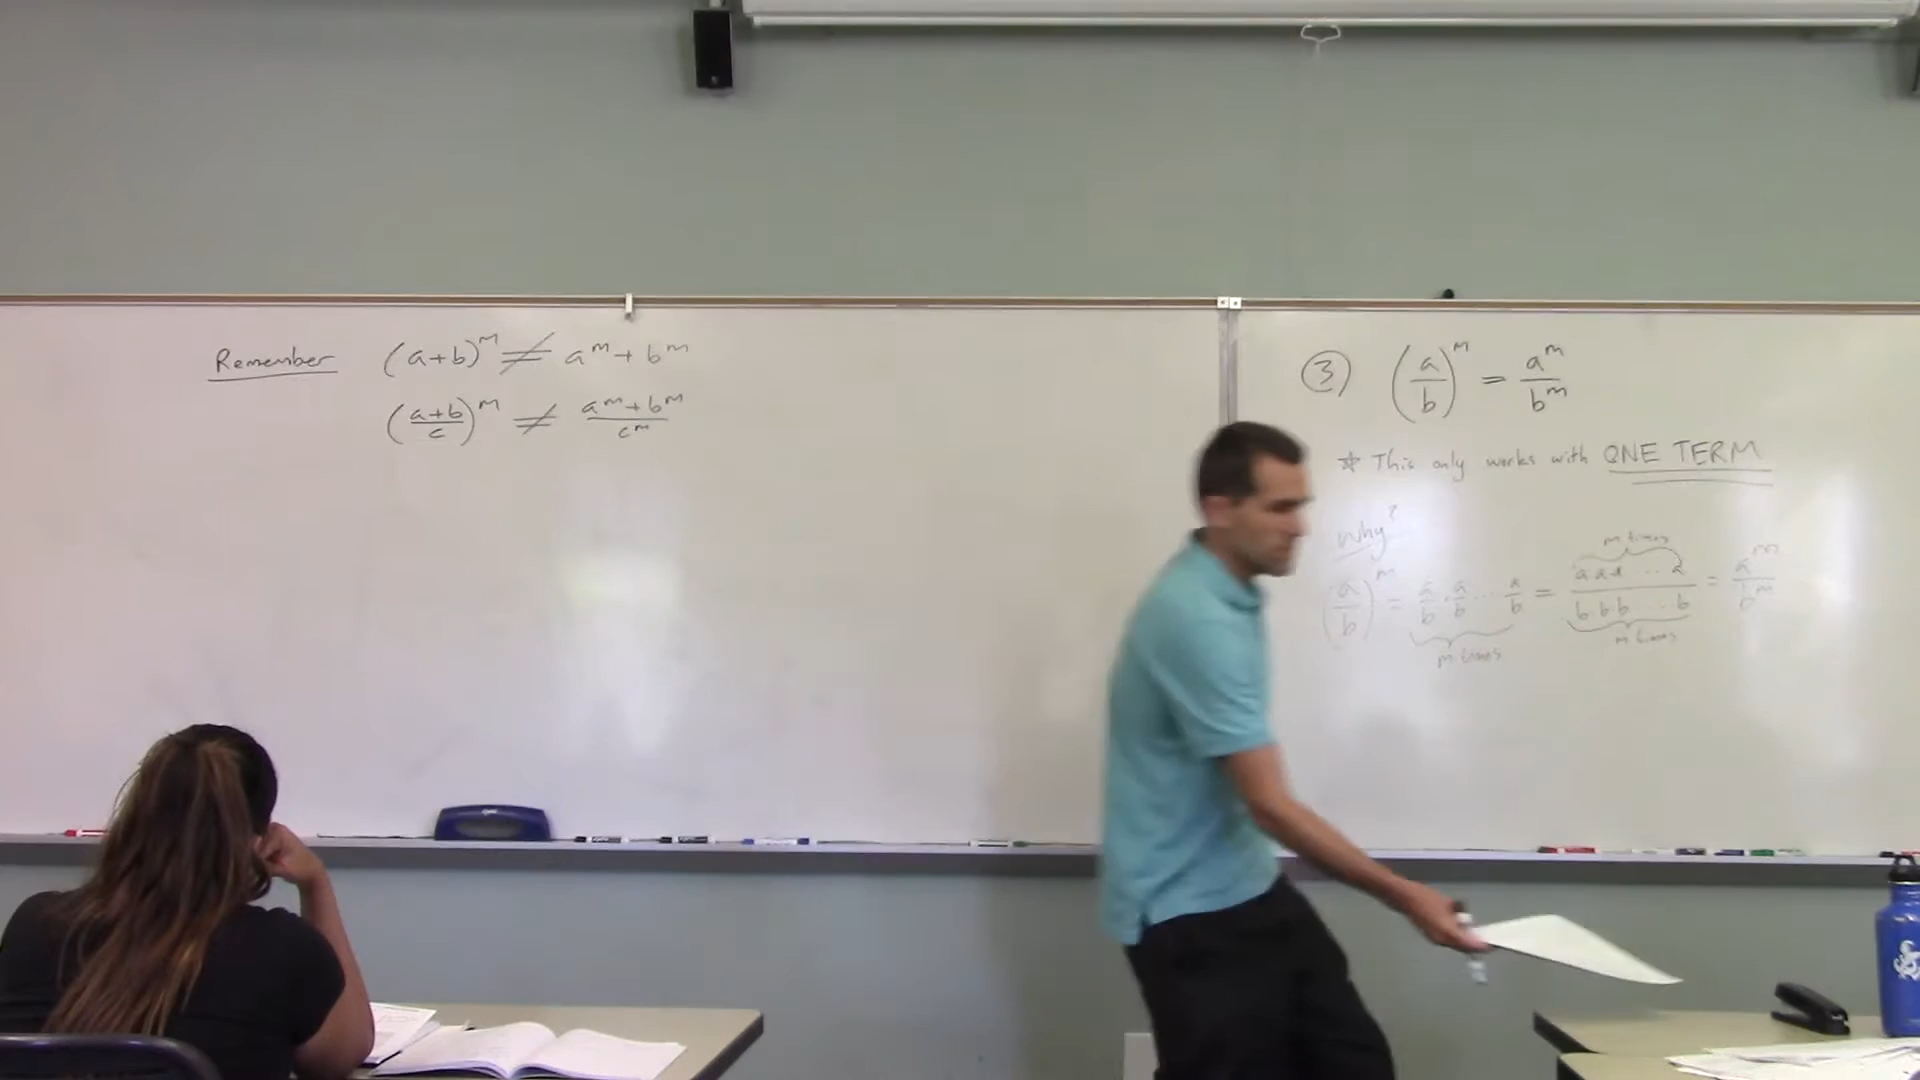 Remember (a+b)^m ≠ a^m + b^m
((a+b)/c)^m ≠ (a^m + b^m)/c^m
③ (a/b)^m = a^m/b^m
* This only works with ONE TERM
Why?
m times
(a/b)^m = a/b · a/b ... a/b = (a·a·a ... a)/(b·b·b ... b) = a^m/b^m
m times m times